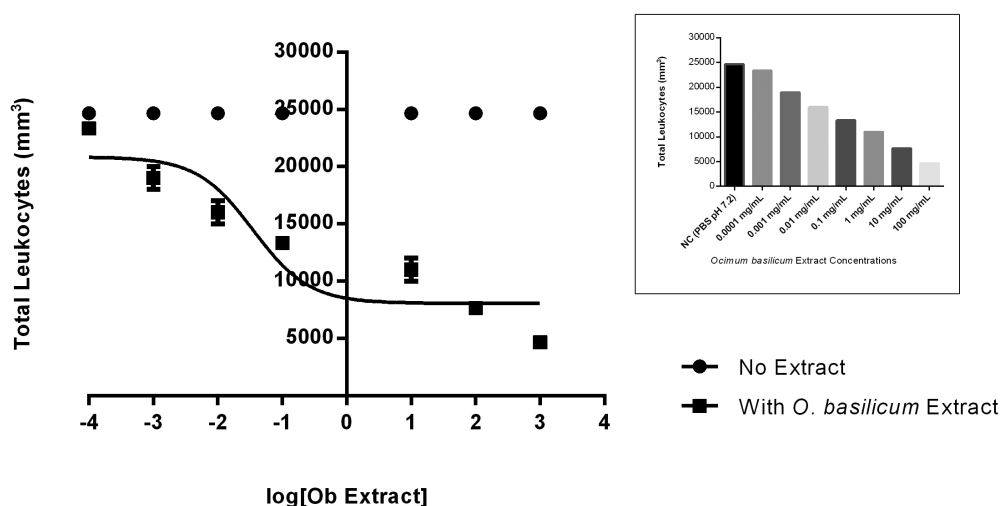 30000
25000
20000
15000
10000
5000
Total Leukocytes (mm³)
-4 -3 -2 -1 0 1 2 3 4
log[Ob Extract]
30000
25000
20000
15000
10000
5000
0
Total Leukocytes (mm³)
NC (PBS pH 7.2)
0.0001 mg/mL
0.001 mg/mL
0.01 mg/mL
0.1 mg/mL
1 mg/mL
10 mg/mL
100 mg/mL
Ocimum basilicum Extract Concentrations
No Extract
With O. basilicum Extract